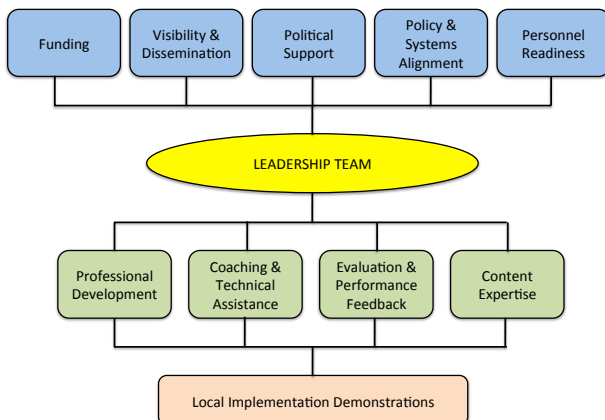 Funding
Visibility &
Dissemination
Political
Support
Policy &
Systems
Alignment
Personnel
Readiness
LEADERSHIP TEAM
Professional
Development
Coaching &
Technical
Assistance
Evaluation &
Performance
Feedback
Content
Expertise
Local Implementation Demonstrations